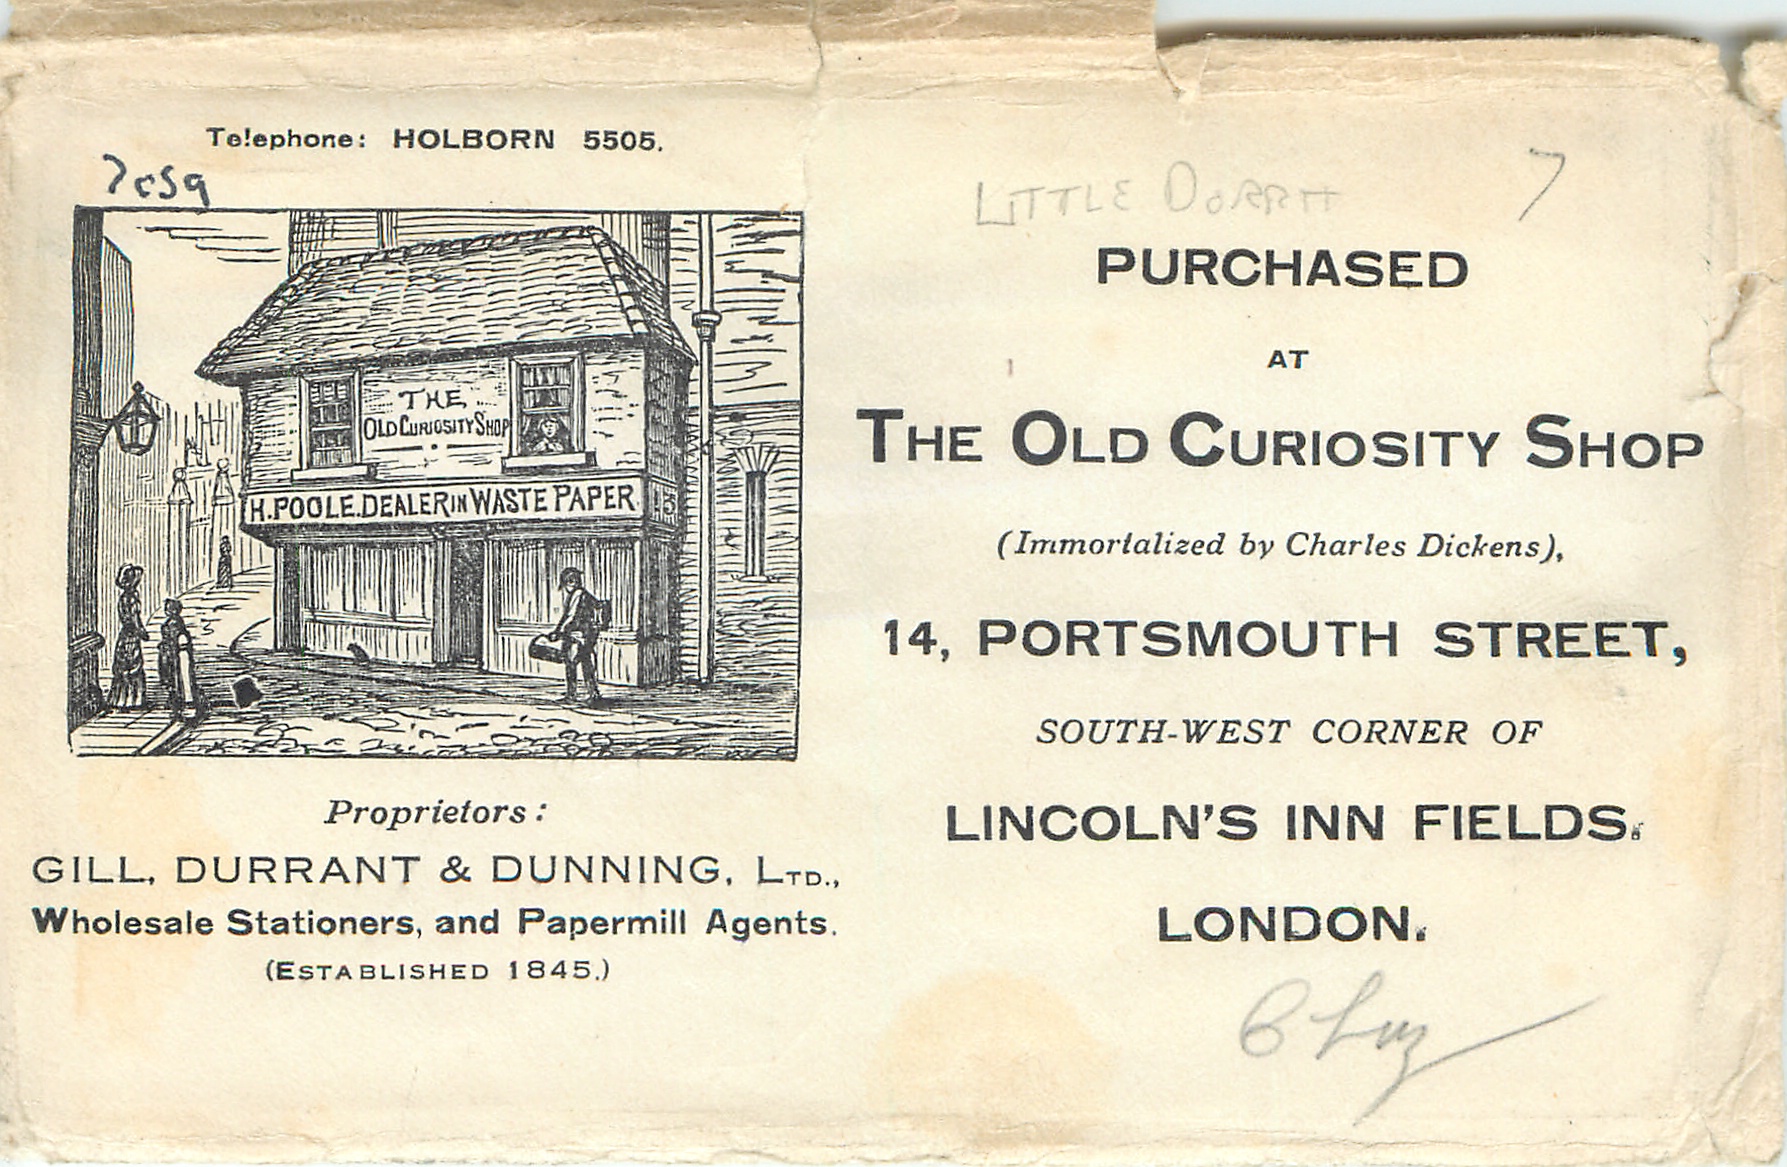 Telephone: HOLBORN 5505.
THE
OLD CURIOSITY SHOP
H. POOLE. DEALER IN WASTE PAPER
Proprietors:
GILL, DURRANT & DUNNING, LTD.,
Wholesale Stationers, and Papermill Agents.
(ESTABLISHED 1845.)
LITTLE DORRIT 7
PURCHASED
AT
THE OLD CURIOSITY SHOP
(Immortalized by Charles Dickens),
14, PORTSMOUTH STREET,
SOUTH-WEST CORNER OF
LINCOLN'S INN FIELDS.
LONDON.